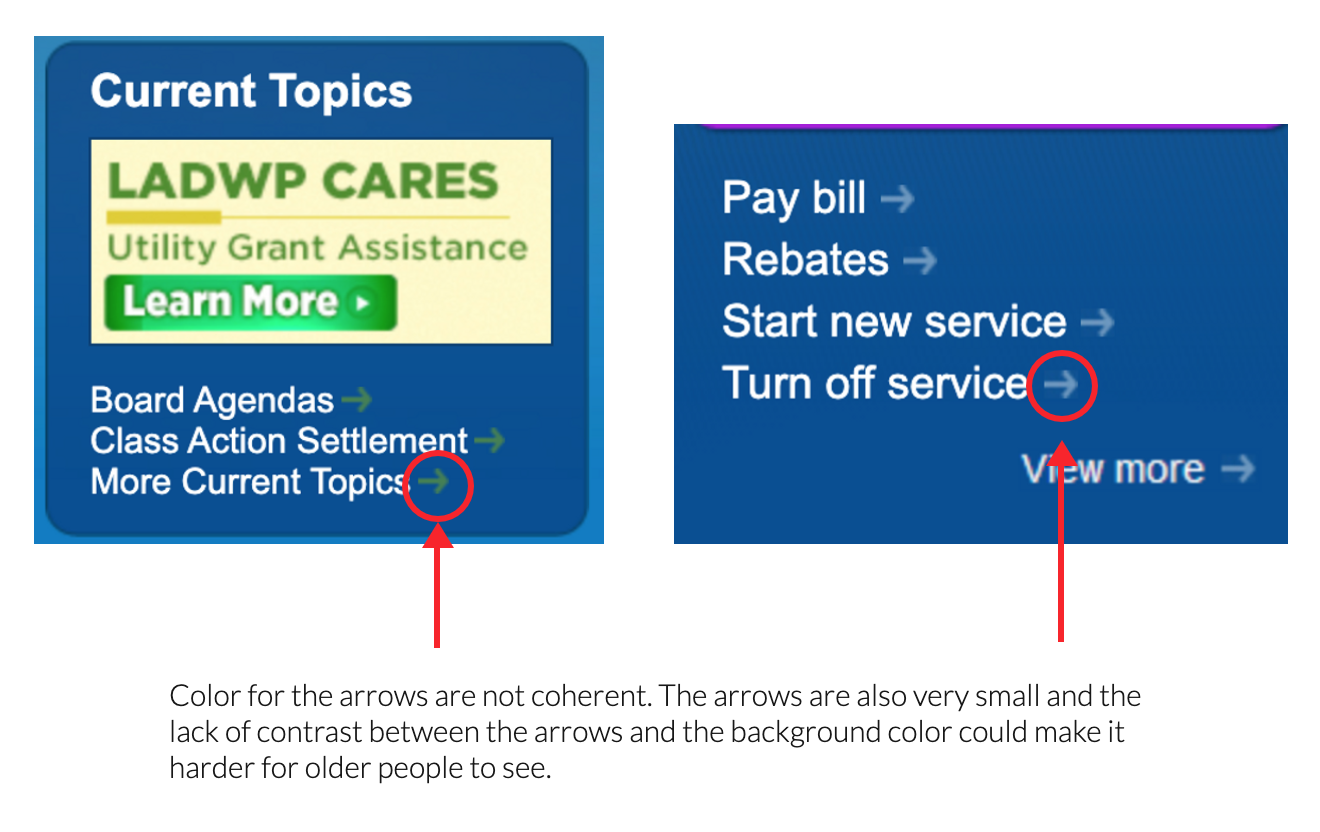 Current Topics
LADWP CARES
Utility Grant Assistance
Learn More
Board Agendas
Class Action Settlement
More Current Topics
Pay bill
Rebates
Start new service
Turn off service
View more
Color for the arrows are not coherent. The arrows are also very small and the
lack of contrast between the arrows and the background color could make it
harder for older people to see.